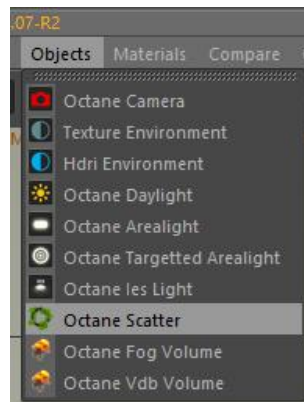 .07-R2
Objects Materials Compare
Octane Camera
Texture Environment
Hdri Environment
Octane Daylight
Octane Arealight
Octane Targetted Arealight
Octane Ies Light
Octane Scatter
Octane Fog Volume
Octane Vdb Volume